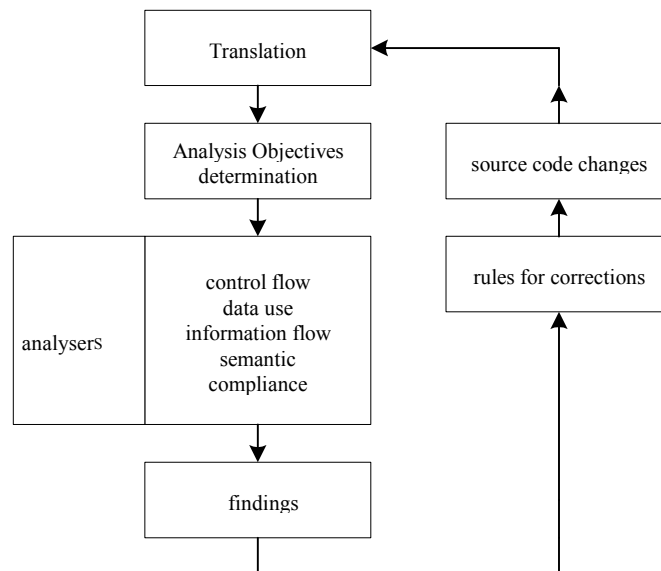 Translation
Analysis Objectives
determination
analysers
control flow
data use
information flow
semantic
compliance
findings
source code changes
rules for corrections